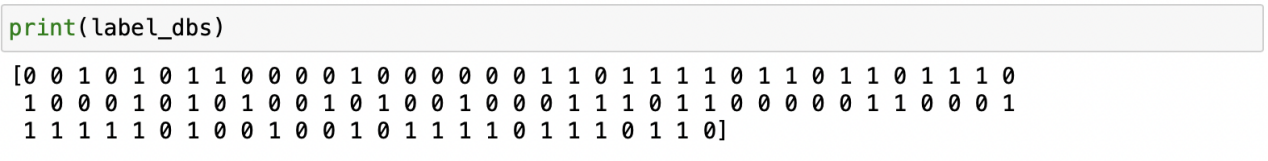 print(label_dbs)
[0 0 1 0 1 0 1 1 0 0 0 0 1 0 0 0 0 0 0 1 1 0 1 1 1 1 0 1 1 0 1 1 0 1 1 1 0
1 0 0 0 1 0 1 0 1 0 0 1 0 1 0 0 1 0 0 0 1 1 1 0 1 1 0 0 0 0 0 1 1 0 0 0 1
1 1 1 1 1 0 1 0 0 1 0 0 1 0 1 1 1 1 0 1 1 1 0 1 1 0]